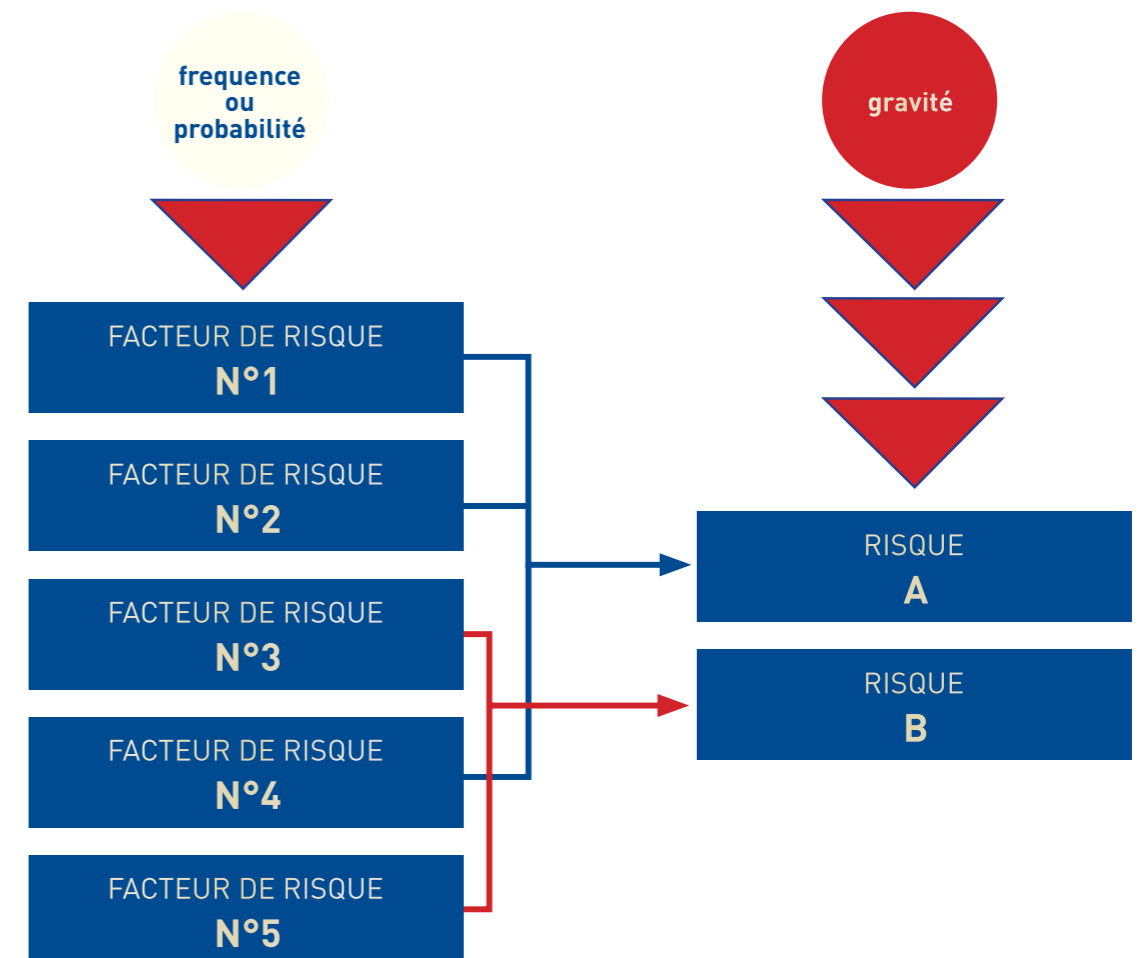 frequence
ou
probabilité
gravité
FACTEUR DE RISQUE
N°1
FACTEUR DE RISQUE
N°2
FACTEUR DE RISQUE
N°3
FACTEUR DE RISQUE
N°4
FACTEUR DE RISQUE
N°5
RISQUE
A
RISQUE
B